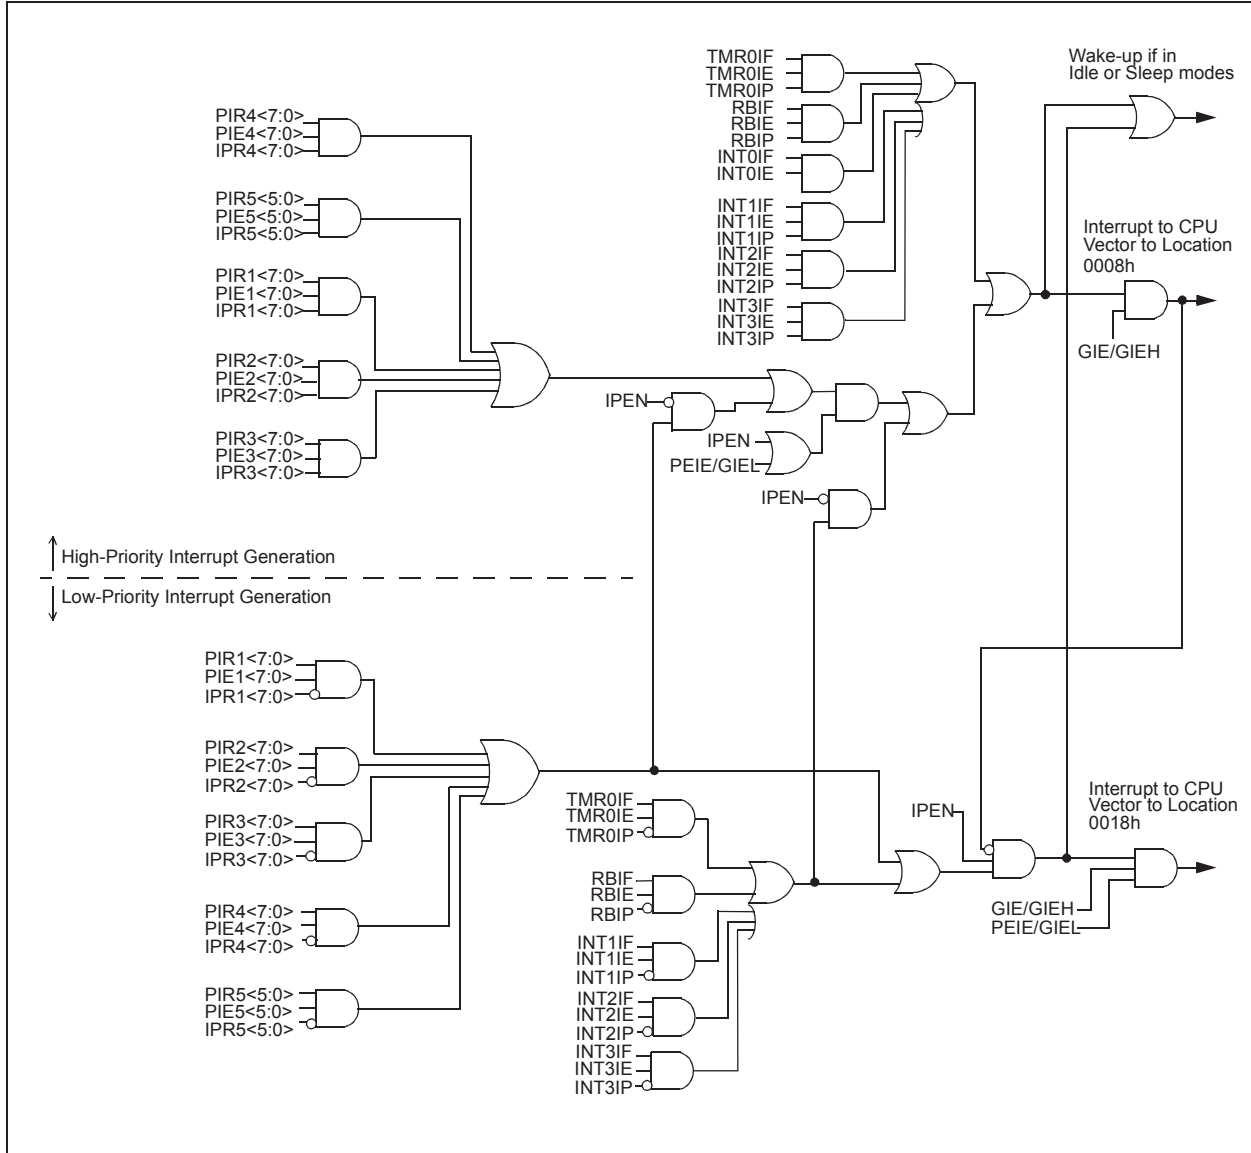 TMR0IF
TMR0IE
TMR0IP
RBIF
RBIE
RBIP
INT0IF
INT0IE
INT1IF
INT1IE
INT1IP
INT2IF
INT2IE
INT2IP
INT3IF
INT3IE
INT3IP
Wake-up if in
Idle or Sleep modes
PIR4<7:0>
PIE4<7:0>
IPR4<7:0>
PIR5<5:0>
PIE5<5:0>
IPR5<5:0>
PIR1<7:0>
PIE1<7:0>
IPR1<7:0>
PIR2<7:0>
PIE2<7:0>
IPR2<7:0>
PIR3<7:0>
PIE3<7:0>
IPR3<7:0>
Interrupt to CPU
Vector to Location
0008h
GIE/GIEH
IPEN
IPEN
PEIE/GIEL
IPEN
High-Priority Interrupt Generation
Low-Priority Interrupt Generation
PIR1<7:0>
PIE1<7:0>
IPR1<7:0>
PIR2<7:0>
PIE2<7:0>
IPR2<7:0>
PIR3<7:0>
PIE3<7:0>
IPR3<7:0>
PIR4<7:0>
PIE4<7:0>
IPR4<7:0>
PIR5<5:0>
PIE5<5:0>
IPR5<5:0>
TMR0IF
TMR0IE
TMR0IP
RBIF
RBIE
RBIP
INT1IF
INT1IE
INT1IP
INT2IF
INT2IE
INT2IP
INT3IF
INT3IE
INT3IP
IPEN
Interrupt to CPU
Vector to Location
0018h
GIE/GIEH
PEIE/GIEL